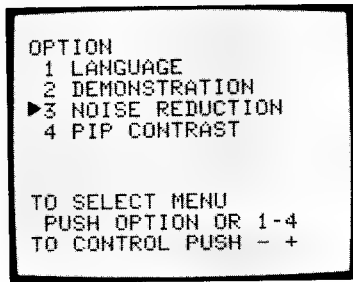 OPTION
1 LANGUAGE
2 DEMONSTRATION
▶3 NOISE REDUCTION
4 PIP CONTRAST
TO SELECT MENU
PUSH OPTION OR 1-4
TO CONTROL PUSH - +